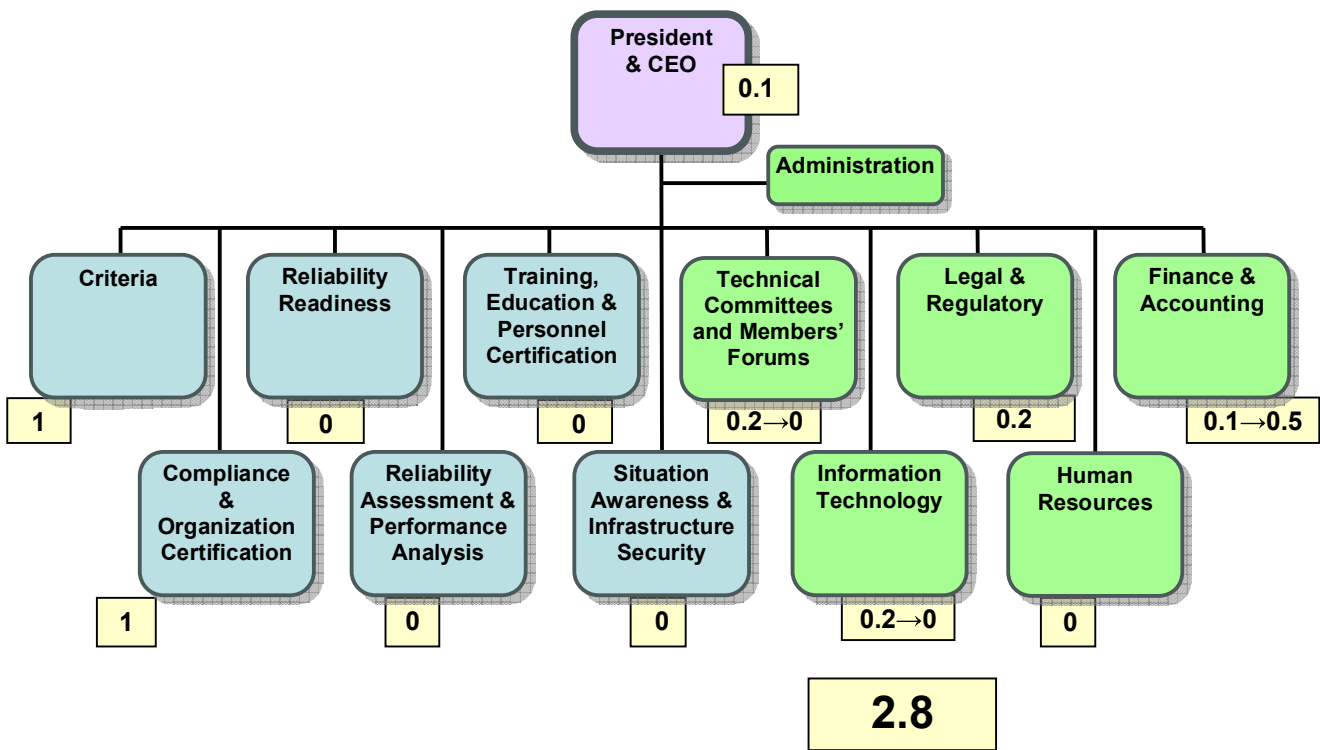 President
& CEO
0.1
Administration
Criteria
1
Reliability
Readiness
0
Training,
Education &
Personnel
Certification
0
Technical
Committees
and Members’
Forums
0.2→0
Legal &
Regulatory
0.2
Finance &
Accounting
0.1→0.5
Compliance
&
Organization
Certification
1
Reliability
Assessment &
Performance
Analysis
0
Situation
Awareness &
Infrastructure
Security
0
Information
Technology
0.2→0
Human
Resources
0
2.8